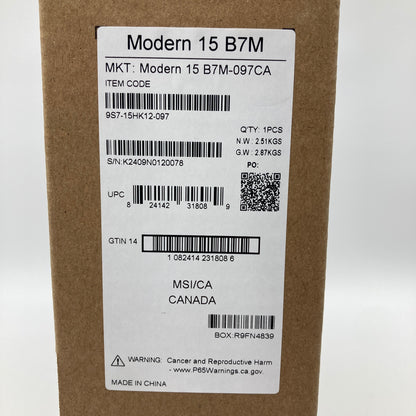 Modern 15 B7M
MKT: Modern 15 B7M-097CA
ITEM CODE
9S7-15HK12-097
Q'TY: 1PCS
N.W: 2.51KGS
G.W: 2.87KGS
S/N:K2409N0120078
PO:
UPC
8 24142 31808 9
GTIN 14
1 082414 231808 6
MSI/CA
CANADA
BOX:R9FN4639
WARNING: Cancer and Reproductive Harm
- www.P65Warnings.ca.gov.
MADE IN CHINA